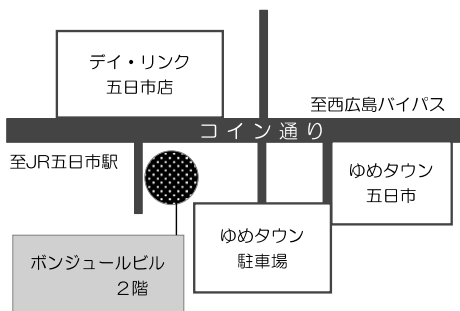 デイ・リンク
五日市店
至西広島バイパス
コイン通り
至JR五日市駅
ゆめタウン
五日市
ゆめタウン
駐車場
ボンジュールビル
2階